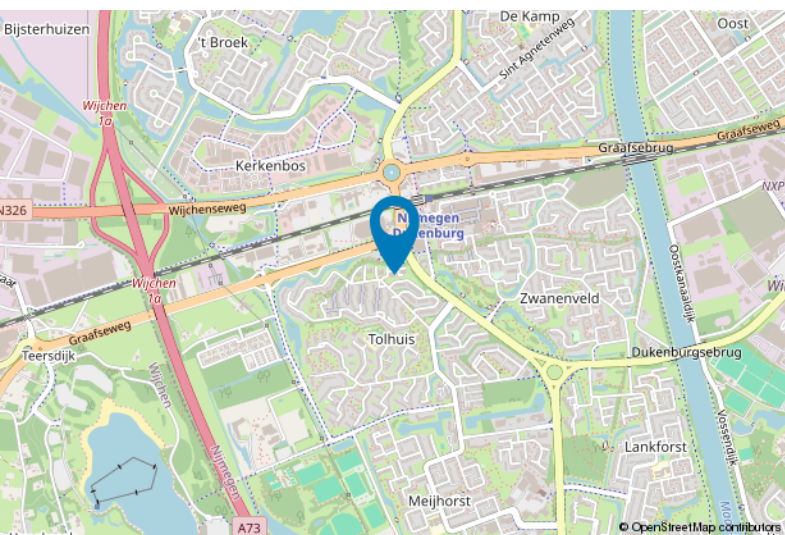 De Kamp
Oost
Bijsterhuizen
't Broek
Sint Agnetenweg
Wijchen
1a
Graafseweg
Graafsebrug
Kerkenbos
NXP
N326
Wijchenseweg
Nijmegen
Dukenburg
Oostkanaaldijk
Wijchen
1a
Zwanenveld
Graafseweg
Tolhuis
Teersdijk
Dukenburgsebrug
Wijchen
Vossendijk
Lankforst
Nijmegen
Meijhorst
A73
© OpenStreetMap contributors